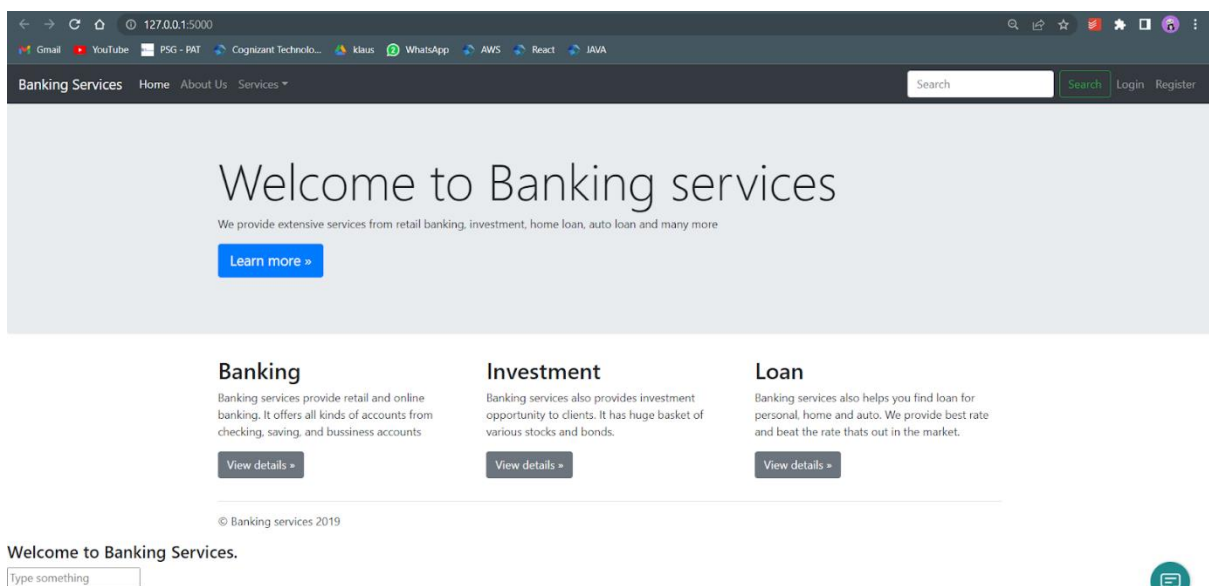 127.0.0.1:5000
Gmail YouTube PSG - PAT Cognizant Technolo... klaus WhatsApp AWS React JAVA
Banking Services Home About Us Services Search Search Login Register
Welcome to Banking services
We provide extensive services from retail banking, investment, home loan, auto loan and many more
Learn more »
Banking
Banking services provide retail and online
banking. It offers all kinds of accounts from
checking, saving, and bussiness accounts
View details »
Investment
Banking services also provides investment
opportunity to clients. It has huge basket of
various stocks and bonds.
View details »
Loan
Banking services also helps you find loan for
personal, home and auto. We provide best rate
and beat the rate thats out in the market.
View details »
© Banking services 2019
Welcome to Banking Services.
Type something